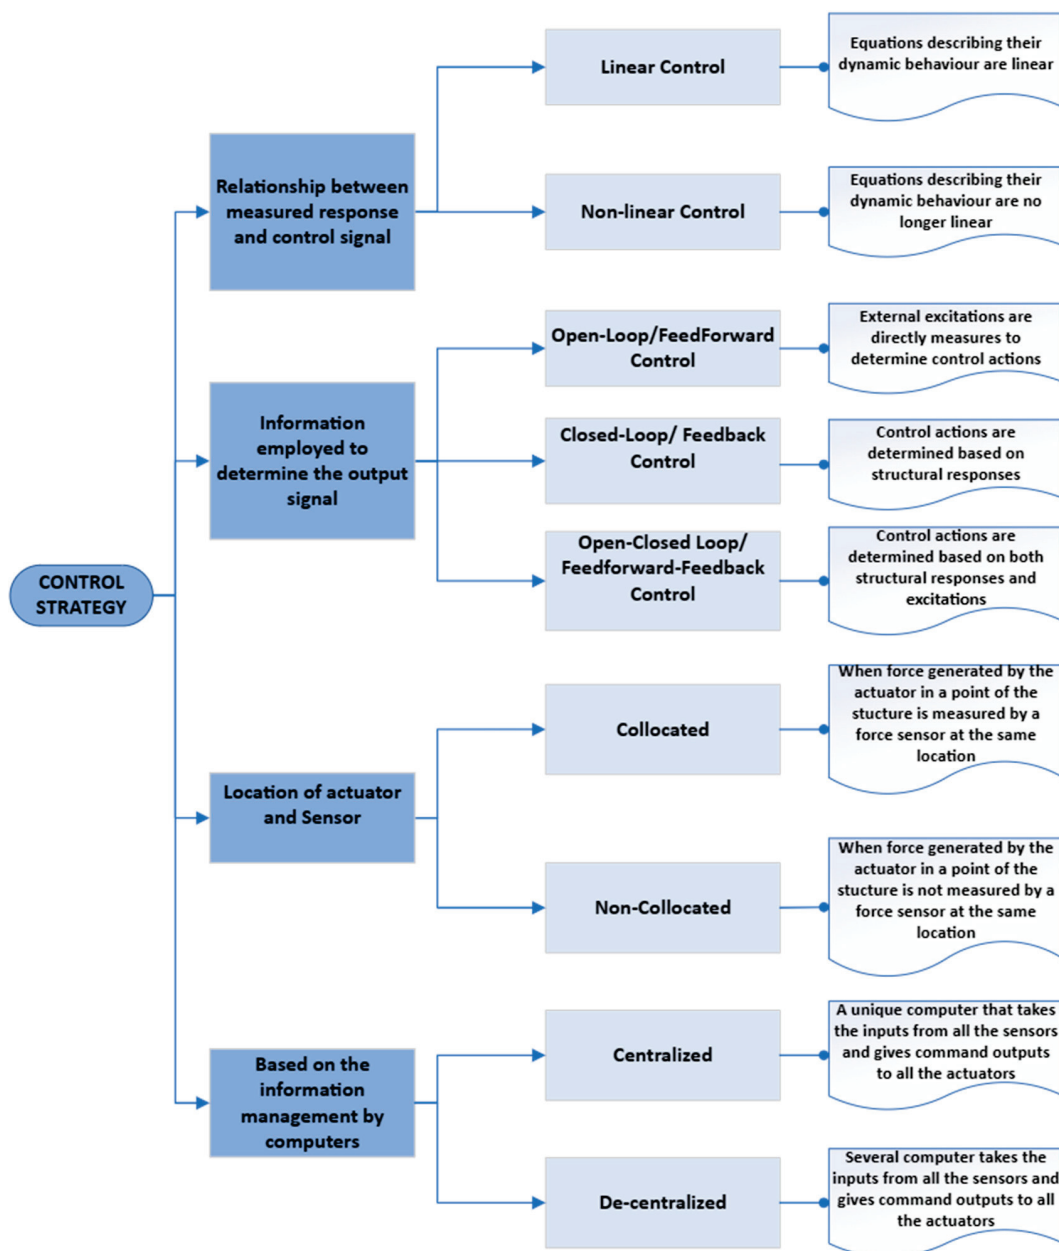 CONTROL
STRATEGY
Relationship between
measured response
and control signal
Linear Control
Equations describing their
dynamic behaviour are linear
Non-linear Control
Equations describing their
dynamic behaviour are no
longer linear
Information
employed to
determine the output
signal
Open-Loop/FeedForward
Control
External excitations are
directly measures to
determine control actions
Closed-Loop/ Feedback
Control
Control actions are
determined based on
structural responses
Open-Closed Loop/
Feedforward-Feedback
Control
Control actions are
determined based on both
structural responses and
excitations
Location of actuator
and Sensor
Collocated
When force generated by the
actuator in a point of the
stucture is measured by a
force sensor at the same
location
Non-Collocated
When force generated by the
actuator in a point of the
stucture is not measured by a
force sensor at the same
location
Based on the
information
management by
computers
Centralized
A unique computer that takes
the inputs from all the sensors
and gives command outputs
to all the actuators
De-centralized
Several computer takes the
inputs from all the sensors and
gives command outputs to all
the actuators